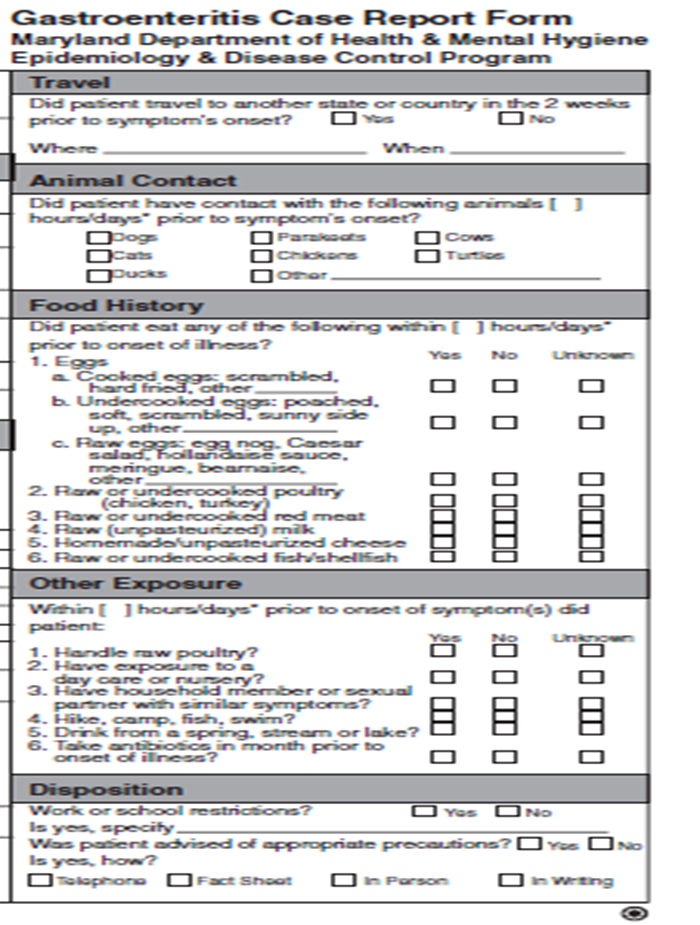 Gastroenteritis Case Report Form
Maryland Department of Health & Mental Hygiene
Epidemiology & Disease Control Program
Travel
Did patient travel to another state or country in the 2 weeks
prior to symptom's onset? Yes No
Where When
Animal Contact
Did patient have contact with the following animals [ ]
hours/days* prior to symptom's onset?
Dogs Parakeets Cows
Cats Chickens Turtles
Ducks Other
Food History
Did patient eat any of the following within [ ] hours/days*
prior to onset of illness?
Yes No Unknown
1. Eggs
a. Cooked eggs: scrambled,
hard fried, other
b. Undercooked eggs: poached,
soft, scrambled, sunny side
up, other
c. Raw eggs: egg nog, Caesar
salad, hollandaise sauce,
meringue, bearnaise,
other
2. Raw or undercooked poultry
(chicken, turkey)
3. Raw or undercooked red meat
4. Raw (unpasteurized) milk
5. Homemade/unpasteurized cheese
6. Raw or undercooked fish/shellfish
Other Exposure
Within [ ] hours/days* prior to onset of symptom(s) did
patient:
Yes No Unknown
1. Handle raw poultry?
2. Have exposure to a
day care or nursery?
3. Have household member or sexual
partner with similar symptoms?
4. Hike, camp, fish, swim?
5. Drink from a spring, stream or lake?
6. Take antibiotics in month prior to
onset of illness?
Disposition
Work or school restrictions? Yes No
Is yes, specify
Was patient advised of appropriate precautions? Yes No
Is yes, how?
Telephone Fact Sheet In Person In Writing